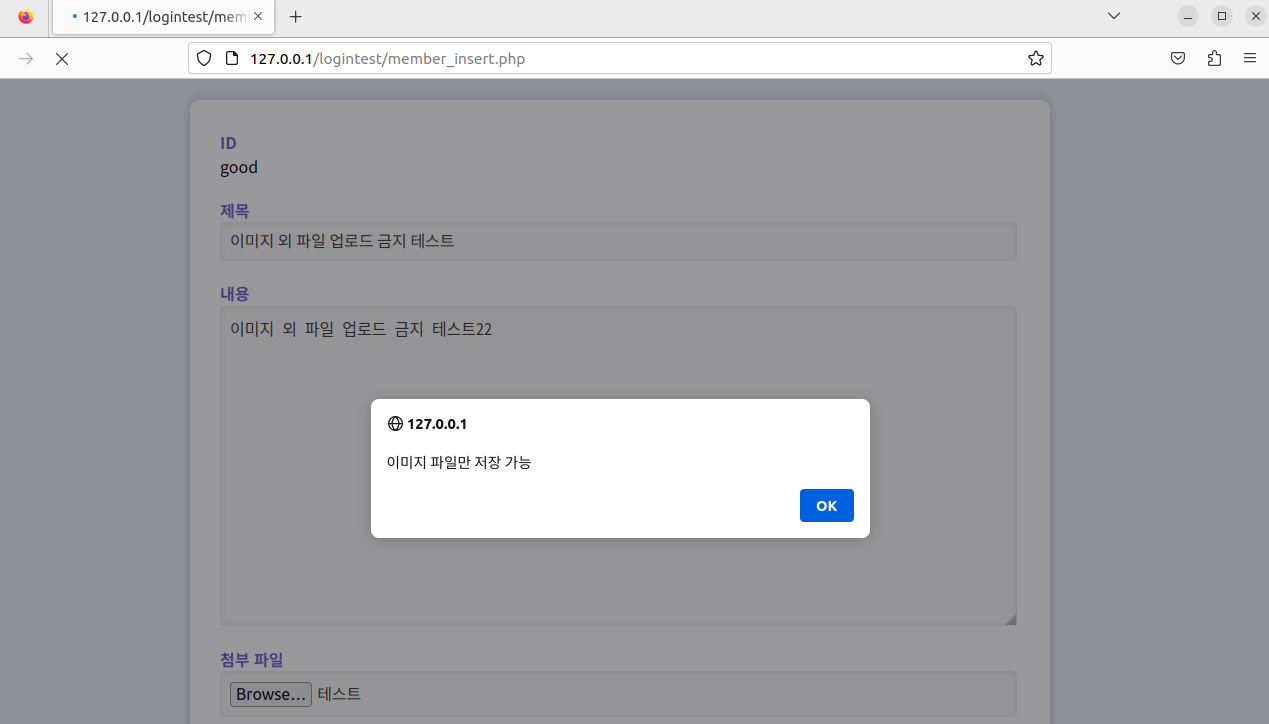 127.0.0.1/logintest/mem
127.0.0.1/logintest/member_insert.php
ID
good
제목
이미지 외 파일 업로드 금지 테스트
내용
이미지 외 파일 업로드 금지 테스트22
127.0.0.1
이미지 파일만 저장 가능
OK
첨부 파일
Browse... 테스트